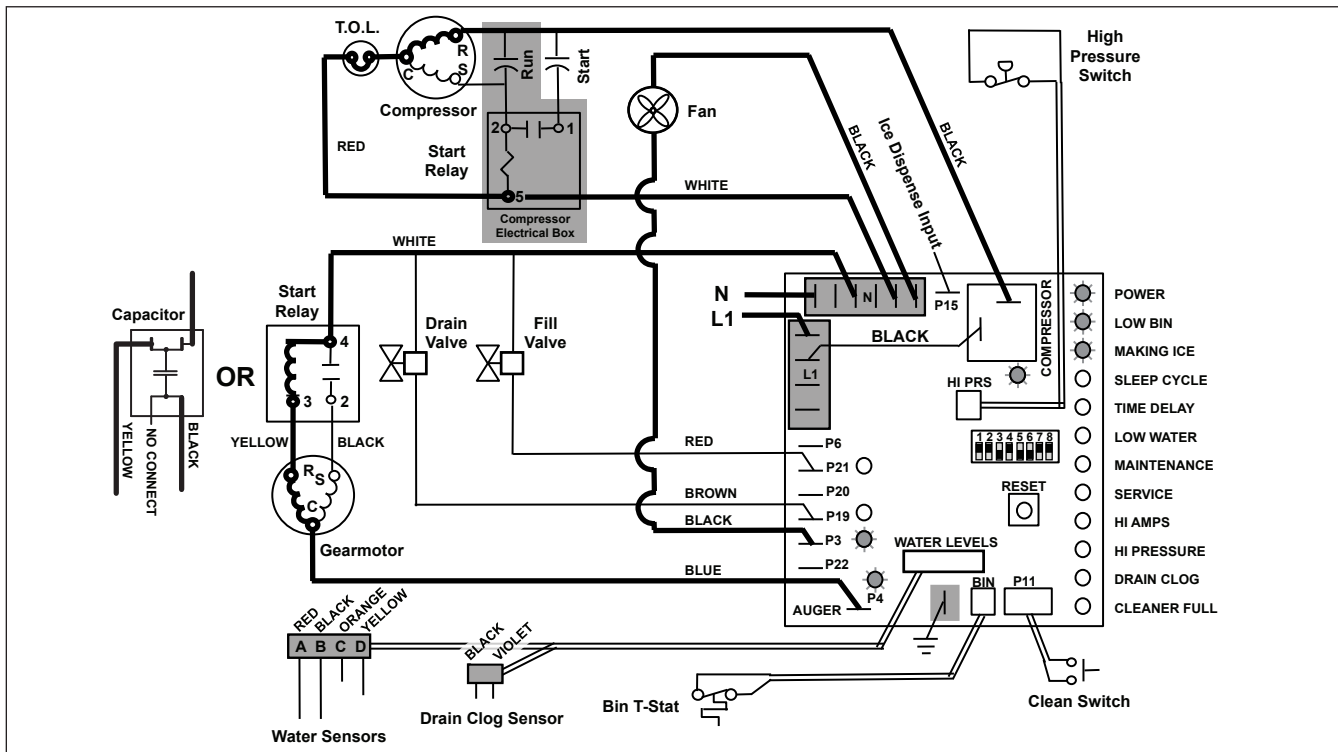 T.O.L.
R
C
S
Compressor
Run
Start
RED
2
1
Start
Relay
5
Compressor
Electrical Box
Fan
BLACK
Ice Dispense Input
BLACK
High
Pressure
Switch
WHITE
WHITE
Capacitor
YELLOW
NO CONNECT
BLACK
OR
Start
Relay
4
3
2
YELLOW
BLACK
R
S
C
Gearmotor
Drain
Valve
Fill
Valve
N
L1
N
P15
L1
BLACK
COMPRESSOR
HI PRS
1 2 3 4 5 6 7 8
RESET
POWER
LOW BIN
MAKING ICE
SLEEP CYCLE
TIME DELAY
LOW WATER
MAINTENANCE
SERVICE
HI AMPS
HI PRESSURE
DRAIN CLOG
CLEANER FULL
RED
BROWN
BLACK
BLUE
P6
P21
P20
P19
P3
P22
P4
AUGER
WATER LEVELS
BIN
P11
RED
BLACK
ORANGE
YELLOW
A B C D
Water Sensors
BLACK
VIOLET
Drain Clog Sensor
Bin T-Stat
Clean Switch